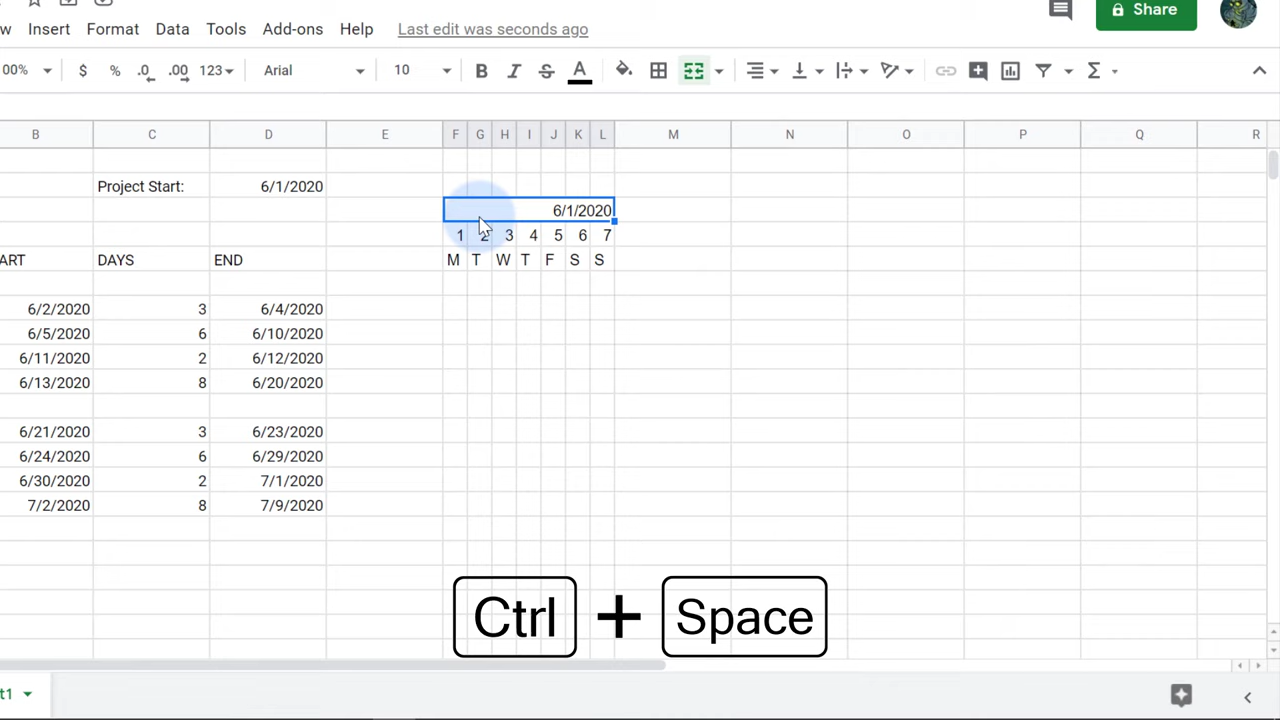 w Insert Format Data Tools Add-ons Help Last edit was seconds ago Share
00% $ % .0 .00 123 Arial 10 B I S A Σ
B C D E F G H I J K L M N O P Q R
Project Start: 6/1/2020
6/1/2020
1 2 3 4 5 6 7
ART DAYS END M T W T F S S
6/2/2020 3 6/4/2020
6/5/2020 6 6/10/2020
6/11/2020 2 6/12/2020
6/13/2020 8 6/20/2020
6/21/2020 3 6/23/2020
6/24/2020 6 6/29/2020
6/30/2020 2 7/1/2020
7/2/2020 8 7/9/2020
Ctrl + Space
t1